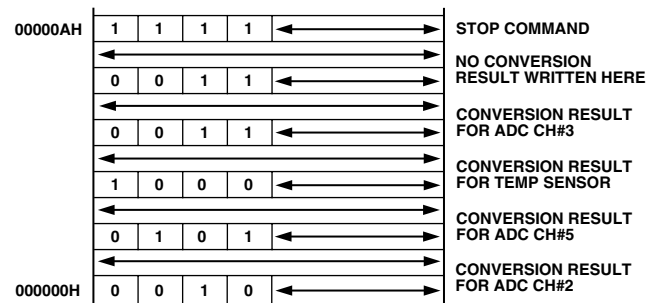 00000AH 1 1 1 1 STOP COMMAND
NO CONVERSION
0 0 1 1 RESULT WRITTEN HERE
CONVERSION RESULT
0 0 1 1 FOR ADC CH#3
CONVERSION RESULT
1 0 0 0 FOR TEMP SENSOR
CONVERSION RESULT
0 1 0 1 FOR ADC CH#5
CONVERSION RESULT
000000H 0 0 1 0 FOR ADC CH#2